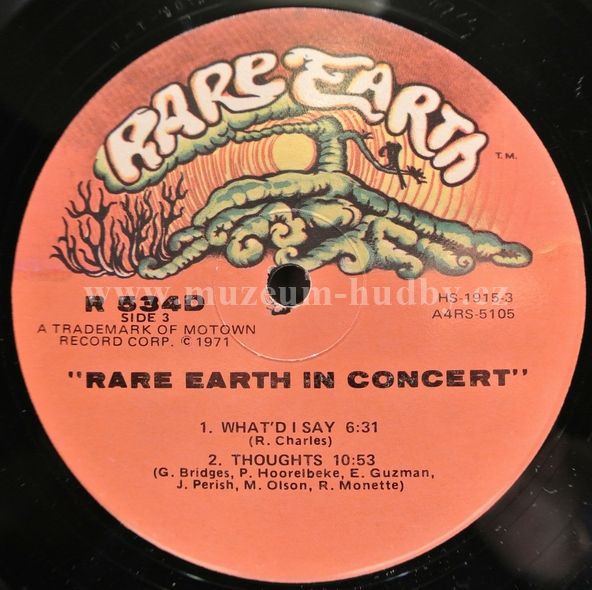 RARE EARTH
T.M.
www.muzeum-hudby.cz
R 534D
SIDE 3
A TRADEMARK OF MOTOWN
RECORD CORP. © 1971
HS-1915-3
A4RS-5105
"RARE EARTH IN CONCERT"
1. WHAT'D I SAY 6:31
(R. Charles)
2. THOUGHTS 10:53
(G. Bridges, P. Hoorelbeke, E. Guzman,
J. Perish, M. Olson, R. Monette)